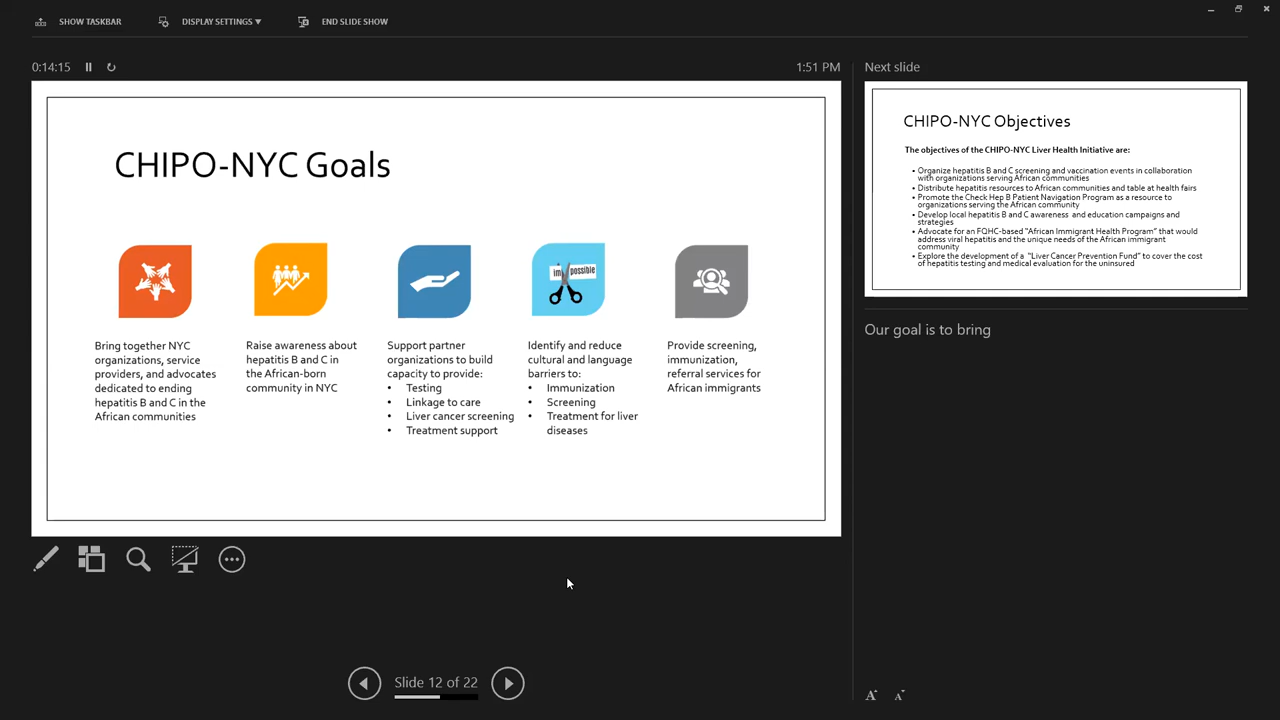 SHOW TASKBAR
DISPLAY SETTINGS ▼
END SLIDE SHOW
0:14:15
1:51 PM
CHIPO-NYC Goals
Bring together NYC
organizations, service
providers, and advocates
dedicated to ending
hepatitis B and C in the
African communities
Raise awareness about
hepatitis B and C in
the African-born
community in NYC
Support partner
organizations to build
capacity to provide:
• Testing
• Linkage to care
• Liver cancer screening
• Treatment support
im possible
Identify and reduce
cultural and language
barriers to:
• Immunization
• Screening
• Treatment for liver
diseases
Provide screening,
immunization,
referral services for
African immigrants
Slide 12 of 22
Next slide
CHIPO-NYC Objectives
The objectives of the CHIPO-NYC Liver Health Initiative are:
• Organize hepatitis B and C screening and vaccination events in collaboration
with organizations serving African communities
• Distribute hepatitis resources to African communities and table at health fairs
• Promote the Check Hep B Patient Navigation Program as a resource to
organizations serving the African community
• Develop local hepatitis B and C awareness and education campaigns and
strategies
• Advocate for an FQHC-based "African Immigrant Health Program" that would
address viral hepatitis and the unique needs of the African immigrant
community
• Explore the development of a "Liver Cancer Prevention Fund" to cover the cost
of hepatitis testing and medical evaluation for the uninsured
Our goal is to bring
A A